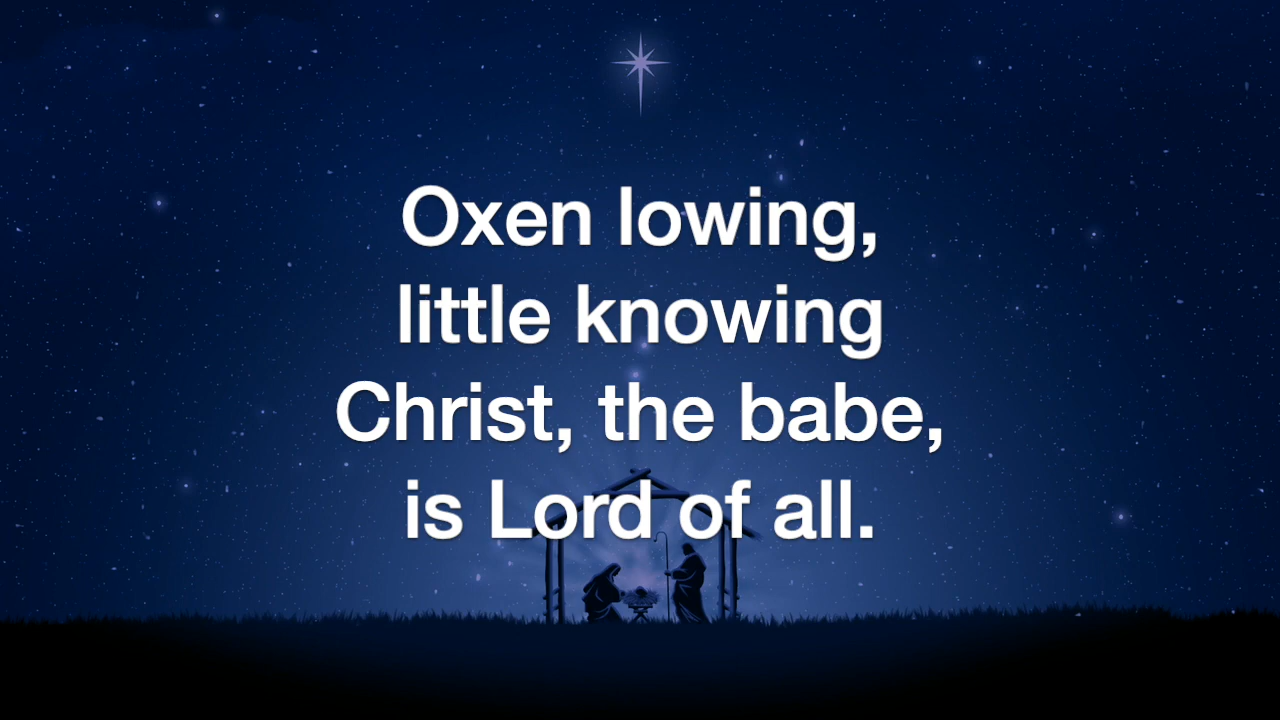 Oxen lowing,
little knowing
Christ, the babe,
is Lord of all.